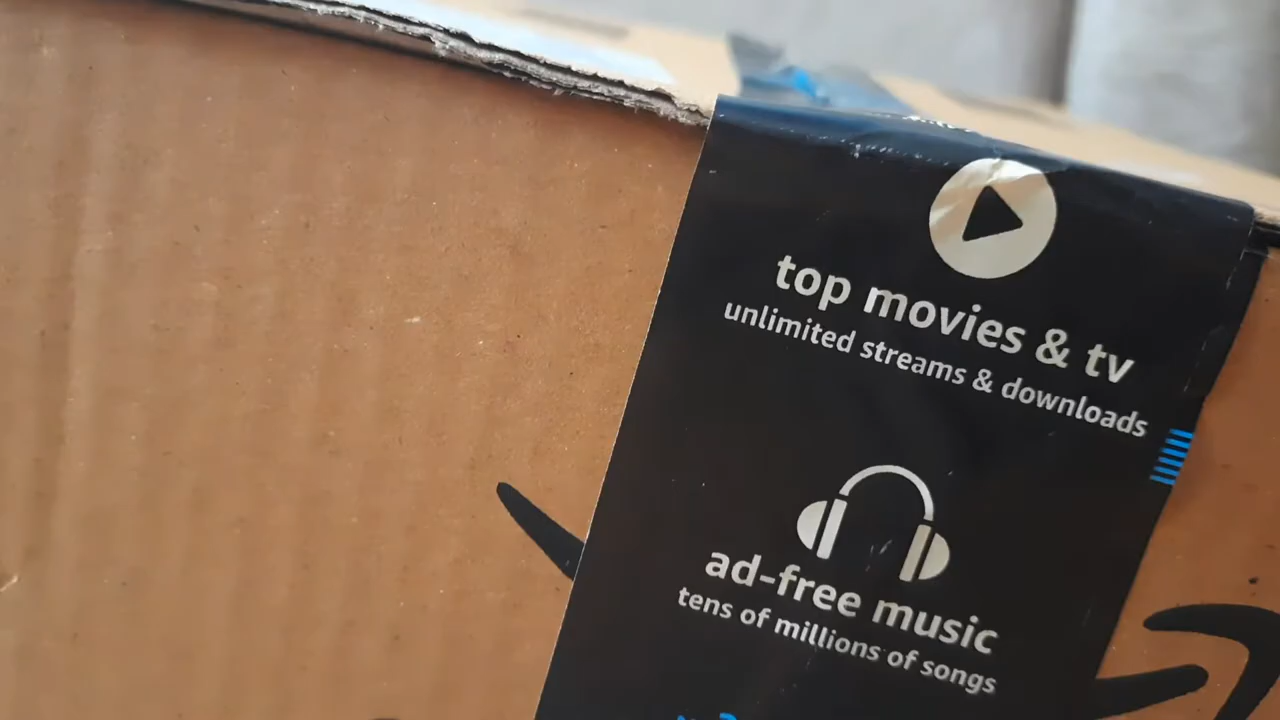 top movies & tv
unlimited streams & downloads
ad-free music
tens of millions of songs